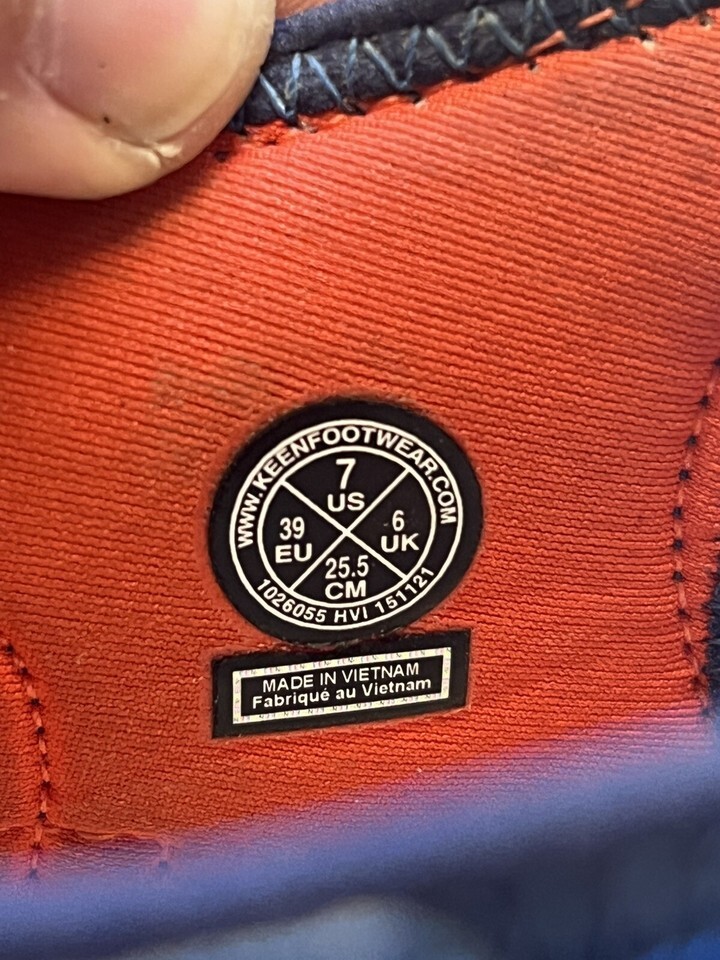 WWW.KEENFOOTWEAR.COM
7
US
39
EU
6
UK
25.5
CM
1026055 HVI 151121
MADE IN VIETNAM
Fabriqué au Vietnam